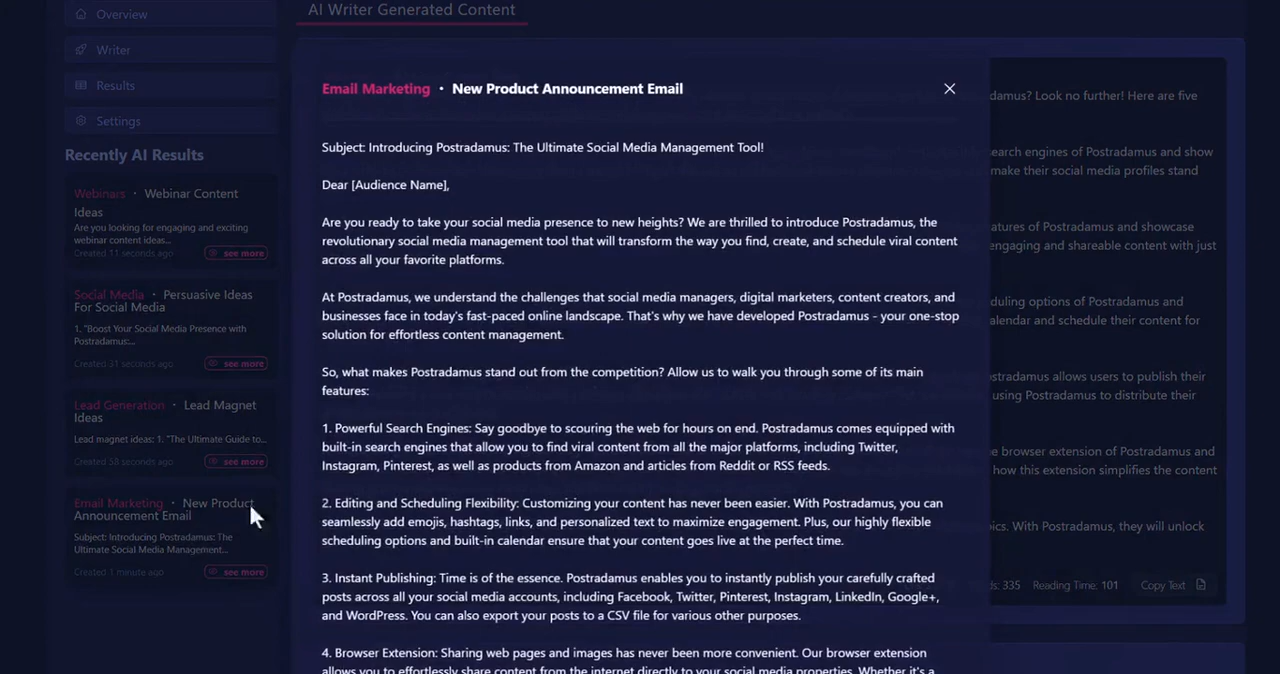 Overview
Writer
Results
Settings
Recently AI Results
Webinars • Webinar Content
Ideas
Are you looking for engaging and exciting
webinar content ideas...
Created 11 seconds ago
see more
Social Media • Persuasive Ideas
For Social Media
1. "Boost Your Social Media Presence with
Postradamus:...
Created 31 seconds ago
see more
Lead Generation • Lead Magnet
Ideas
Lead magnet ideas: 1. "The Ultimate Guide to...
Created 58 seconds ago
see more
Email Marketing • New Product
Announcement Email
Subject: Introducing Postradamus: The
Ultimate Social Media Management...
Created 1 minute ago
see more
AI Writer Generated Content
Email Marketing • New Product Announcement Email
Subject: Introducing Postradamus: The Ultimate Social Media Management Tool!
Dear [Audience Name],
Are you ready to take your social media presence to new heights? We are thrilled to introduce Postradamus, the
revolutionary social media management tool that will transform the way you find, create, and schedule viral content
across all your favorite platforms.
At Postradamus, we understand the challenges that social media managers, digital marketers, content creators, and
businesses face in today's fast-paced online landscape. That's why we have developed Postradamus - your one-stop
solution for effortless content management.
So, what makes Postradamus stand out from the competition? Allow us to walk you through some of its main
features:
1. Powerful Search Engines: Say goodbye to scouring the web for hours on end. Postradamus comes equipped with
built-in search engines that allow you to find viral content from all the major platforms, including Twitter,
Instagram, Pinterest, as well as products from Amazon and articles from Reddit or RSS feeds.
2. Editing and Scheduling Flexibility: Customizing your content has never been easier. With Postradamus, you can
seamlessly add emojis, hashtags, links, and personalized text to maximize engagement. Plus, our highly flexible
scheduling options and built-in calendar ensure that your content goes live at the perfect time.
3. Instant Publishing: Time is of the essence. Postradamus enables you to instantly publish your carefully crafted
posts across all your social media accounts, including Facebook, Twitter, Pinterest, Instagram, LinkedIn, Google+,
and WordPress. You can also export your posts to a CSV file for various other purposes.
4. Browser Extension: Sharing web pages and images has never been more convenient. Our browser extension
allows you to effortlessly share content from the internet directly to your social media properties. Whether it's a
? Look no further! Here are five
search engines of Postradamus and show
make their social media profiles stand
of Postradamus and showcase
engaging and shareable content with just
options of Postradamus and
calendar and schedule their content for
allows users to publish their
using Postradamus to distribute their
browser extension of Postradamus and
how this extension simplifies the content
With Postradamus, they will unlock
335 Reading Time: 101 Copy Text